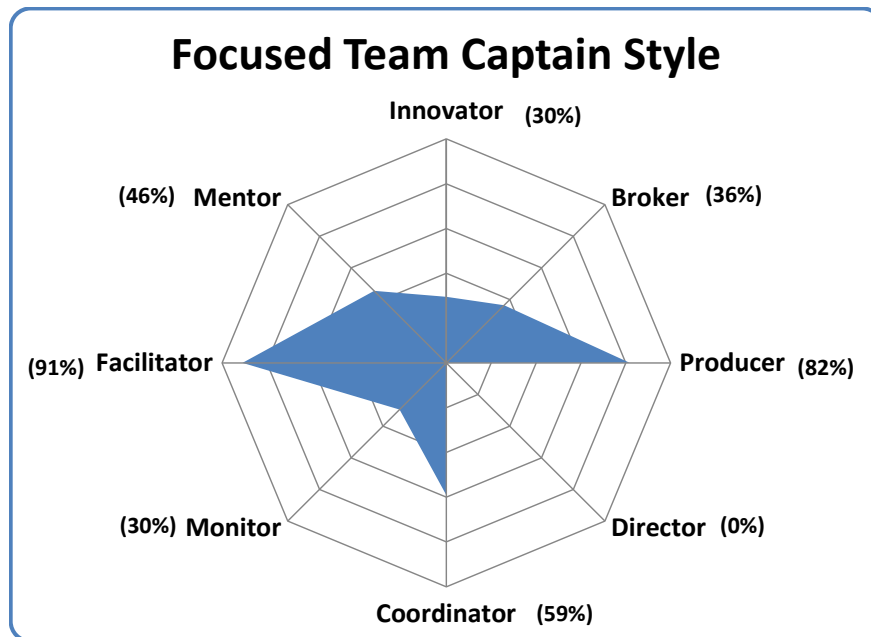 Focused Team Captain Style
Innovator (30%)
(46%) Mentor
Broker (36%)
(91%) Facilitator
Producer (82%)
(30%) Monitor
Director (0%)
Coordinator (59%)